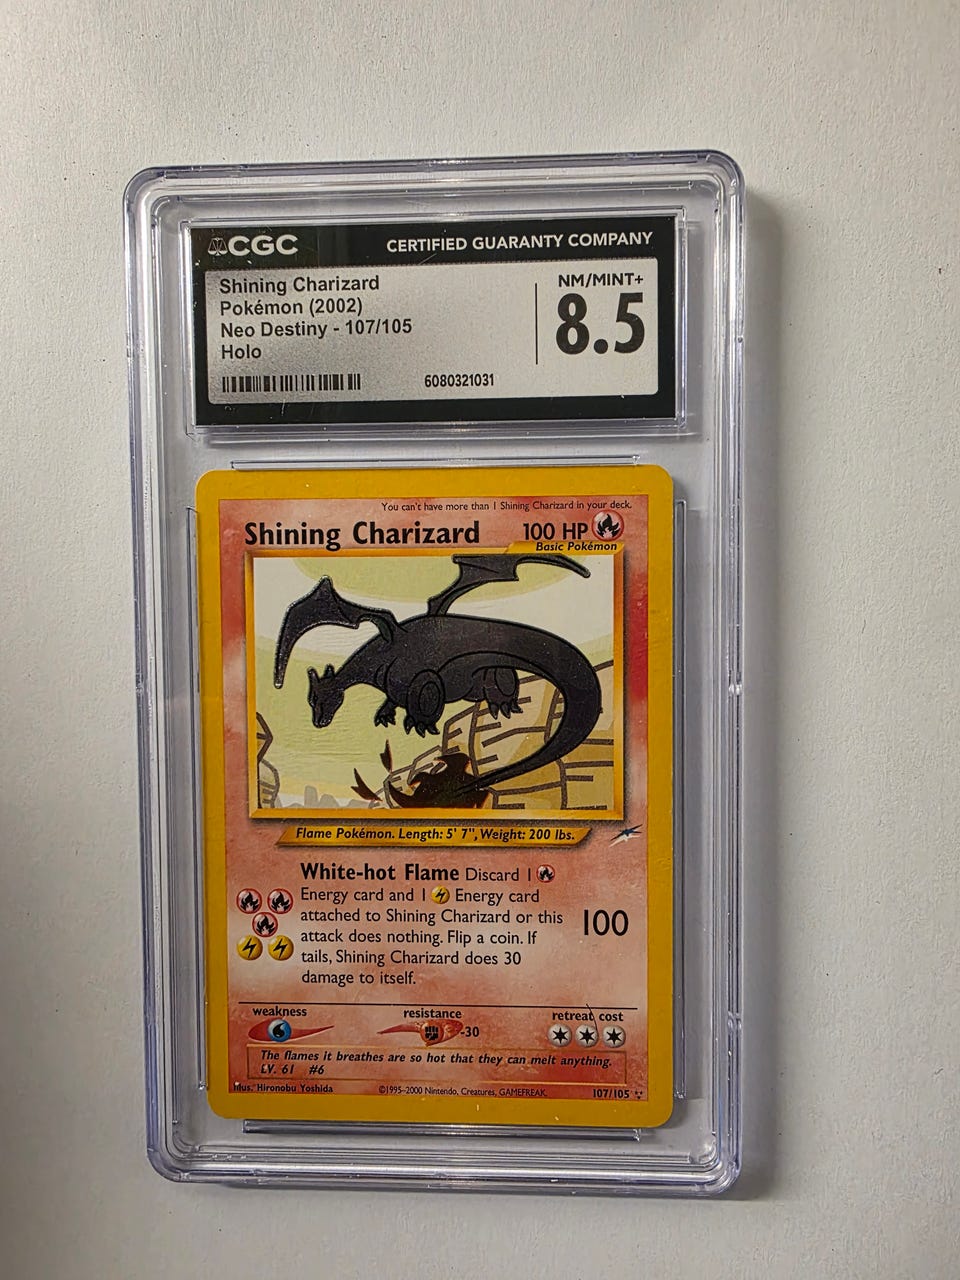 CGC CERTIFIED GUARANTY COMPANY
Shining Charizard
Pokémon (2002)
Neo Destiny - 107/105
Holo
NM/MINT+
8.5
6080321031
You can't have more than 1 Shining Charizard in your deck.
Shining Charizard 100 HP
Basic Pokémon
Flame Pokémon. Length: 5' 7", Weight: 200 lbs.
White-hot Flame Discard 1
Energy card and 1 Energy card
attached to Shining Charizard or this
attack does nothing. Flip a coin. If
tails, Shining Charizard does 30
damage to itself.
100
weakness resistance retreat cost
-30
The flames it breathes are so hot that they can melt anything.
LV. 61 #6
Illus. Hironobu Yoshida ©1995-2000 Nintendo, Creatures, GAMEFREAK. 107/105